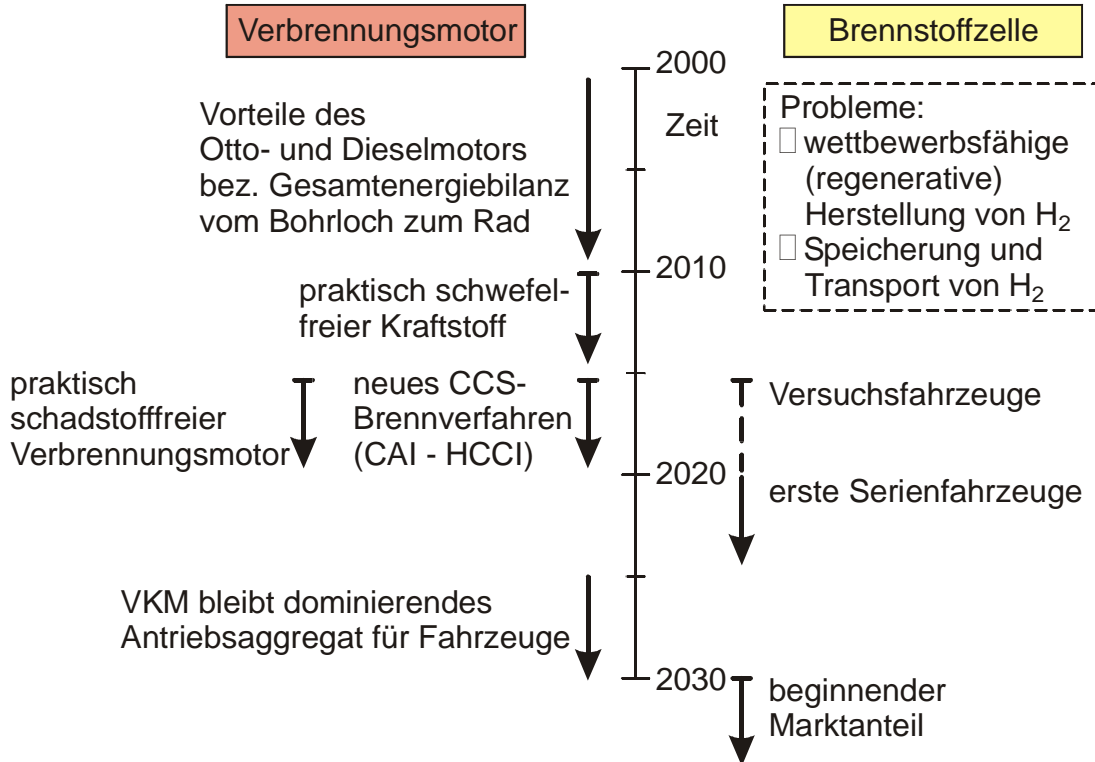 Verbrennungsmotor
Brennstoffzelle
2000
Zeit
2010
2020
2030
Vorteile des
Otto- und Dieselmotors
bez. Gesamtenergiebilanz
vom Bohrloch zum Rad
praktisch schwefel-
freier Kraftstoff
praktisch
schadstofffreier
Verbrennungsmotor
neues CCS-
Brennverfahren
(CAI - HCCI)
VKM bleibt dominierendes
Antriebsaggregat für Fahrzeuge
Probleme:
wettbewerbsfähige
(regenerative)
Herstellung von H₂
Speicherung und
Transport von H₂
Versuchsfahrzeuge
erste Serienfahrzeuge
beginnender
Marktanteil